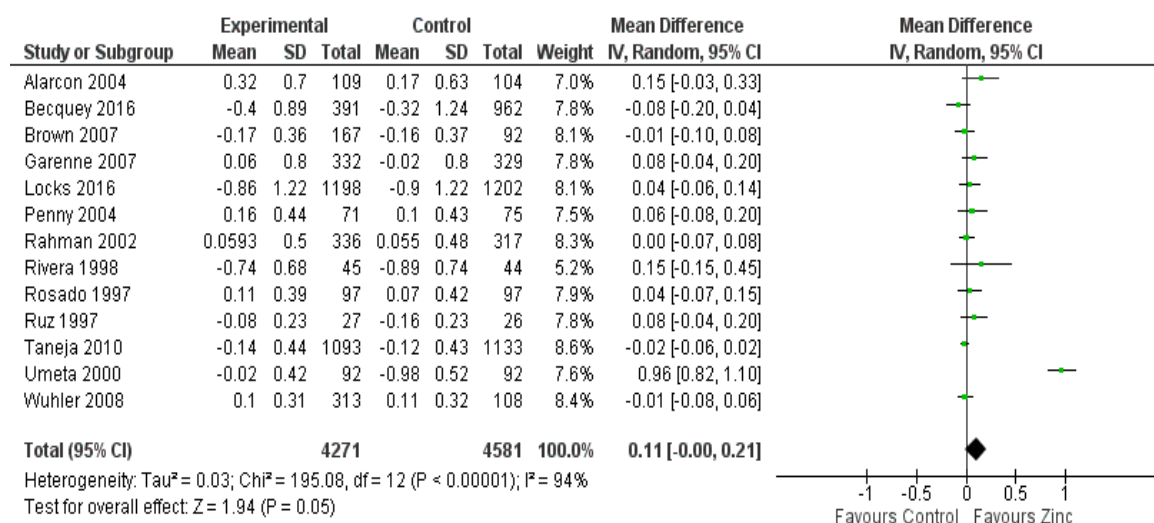 Experimental Control Mean Difference Mean Difference
Study or Subgroup Mean SD Total Mean SD Total Weight IV, Random, 95% CI IV, Random, 95% CI
Alarcon 2004 0.32 0.7 109 0.17 0.63 104 7.0% 0.15 [-0.03, 0.33]
Becquey 2016 -0.4 0.89 391 -0.32 1.24 962 7.8% -0.08 [-0.20, 0.04]
Brown 2007 -0.17 0.36 167 -0.16 0.37 92 8.1% -0.01 [-0.10, 0.08]
Garenne 2007 0.06 0.8 332 -0.02 0.8 329 7.8% 0.08 [-0.04, 0.20]
Locks 2016 -0.86 1.22 1198 -0.9 1.22 1202 8.1% 0.04 [-0.06, 0.14]
Penny 2004 0.16 0.44 71 0.1 0.43 75 7.5% 0.06 [-0.08, 0.20]
Rahman 2002 0.0593 0.5 336 0.055 0.48 317 8.3% 0.00 [-0.07, 0.08]
Rivera 1998 -0.74 0.68 45 -0.89 0.74 44 5.2% 0.15 [-0.15, 0.45]
Rosado 1997 0.11 0.39 97 0.07 0.42 97 7.9% 0.04 [-0.07, 0.15]
Ruz 1997 -0.08 0.23 27 -0.16 0.23 26 7.8% 0.08 [-0.04, 0.20]
Taneja 2010 -0.14 0.44 1093 -0.12 0.43 1133 8.6% -0.02 [-0.06, 0.02]
Umeta 2000 -0.02 0.42 92 -0.98 0.52 92 7.6% 0.96 [0.82, 1.10]
Wuhler 2008 0.1 0.31 313 0.11 0.32 108 8.4% -0.01 [-0.08, 0.06]
Total (95% CI) 4271 4581 100.0% 0.11 [-0.00, 0.21]
Heterogeneity: Tau² = 0.03; Chi² = 195.08, df = 12 (P < 0.00001); I² = 94%
Test for overall effect: Z = 1.94 (P = 0.05)
-1 -0.5 0 0.5 1
Favours Control Favours Zinc